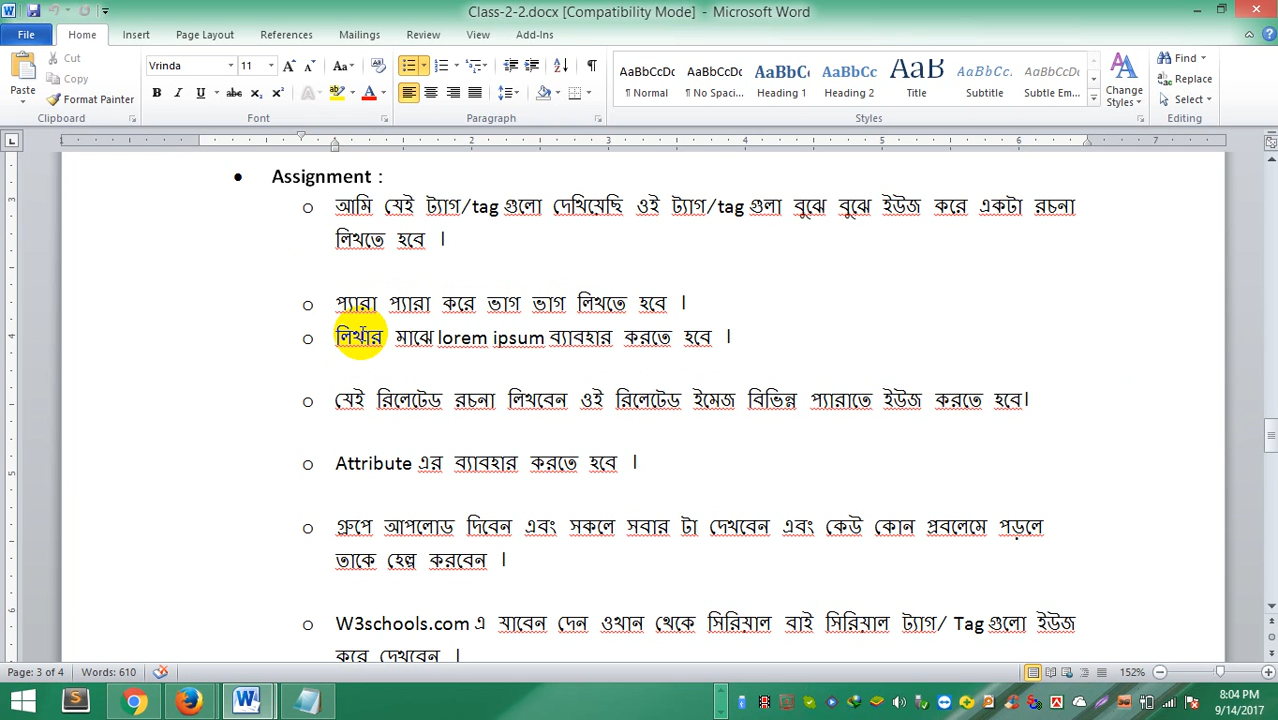 Class-2-2.docx [Compatibility Mode] - Microsoft Word
File Home Insert Page Layout References Mailings Review View Add-Ins
Cut
Copy
Format Painter
Paste
Vrinda 11
Clipboard Font Paragraph Styles Editing
AaBbCcDc AaBbCcDc AaBbCc AaBbCc AaB AaBbCcI AaBbCcDc
¶ Normal ¶ No Spaci... Heading 1 Heading 2 Title Subtitle Subtle Em...
Change Styles
Find
Replace
Select
Assignment :
আমি যেই ট্যাগ/tag গুলো দেখিয়েছি ওই ট্যাগ/tag গুলা বুঝে বুঝে ইউজ করে একটা রচনা
লিখতে হবে ।
প্যারা প্যারা করে ভাগ ভাগ লিখতে হবে ।
লিখার মাঝে lorem ipsum ব্যাবহার করতে হবে ।
যেই রিলেটেড রচনা লিখবেন ওই রিলেটেড ইমেজ বিভিন্ন প্যারাতে ইউজ করতে হবে।
Attribute এর ব্যাবহার করতে হবে ।
গ্রুপে আপলোড দিবেন এবং সকলে সবার টা দেখবেন এবং কেউ কোন প্রবলেমে পড়লে
তাকে হেল্প করবেন ।
W3schools.com এ যাবেন দেন ওখান থেকে সিরিয়াল বাই সিরিয়াল ট্যাগ/ Tag গুলো ইউজ
করে দেখবেন ।
Page: 3 of 4 Words: 610 152%
8:04 PM
9/14/2017